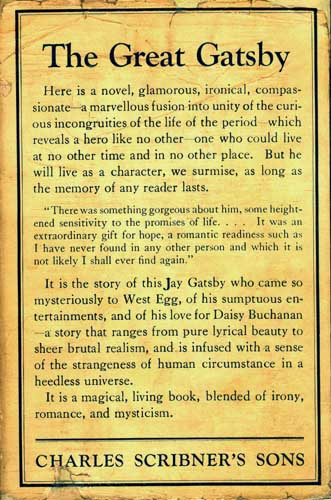 The Great Gatsby
Here is a novel, glamorous, ironical, compas-
sionate—a marvellous fusion into unity of the curi-
ous incongruities of the life of the period—which
reveals a hero like no other—one who could live
at no other time and in no other place. But he
will live as a character, we surmise, as long as
the memory of any reader lasts.
"There was something gorgeous about him, some height-
ened sensitivity to the promises of life. . . . . It was an
extraordinary gift for hope, a romantic readiness such as
I have never found in any other person and which it is
not likely I shall ever find again."
It is the story of this Jay Gatsby who came so
mysteriously to West Egg, of his sumptuous en-
tertainments, and of his love for Daisy Buchanan
—a story that ranges from pure lyrical beauty to
sheer brutal realism, and is infused with a sense
of the strangeness of human circumstance in a
heedless universe.
It is a magical, living book, blended of irony,
romance, and mysticism.
CHARLES SCRIBNER'S SONS